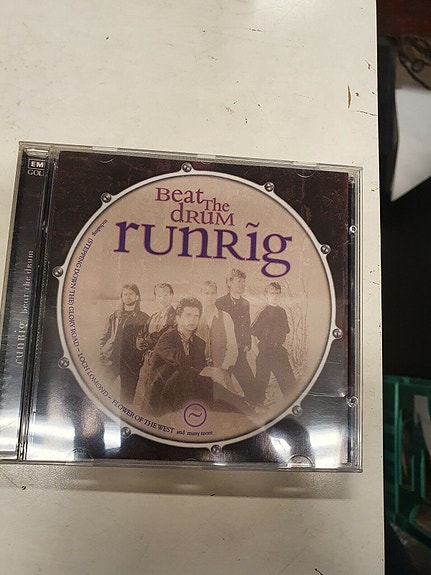 Beat
The
dRUM
runrig
including
(STEPPING DOWN THE) GLORY ROAD ~ LOCH LOMOND ~ FLOWER OF THE WEST and many more
EMI
GOLD
runrig beat the drum